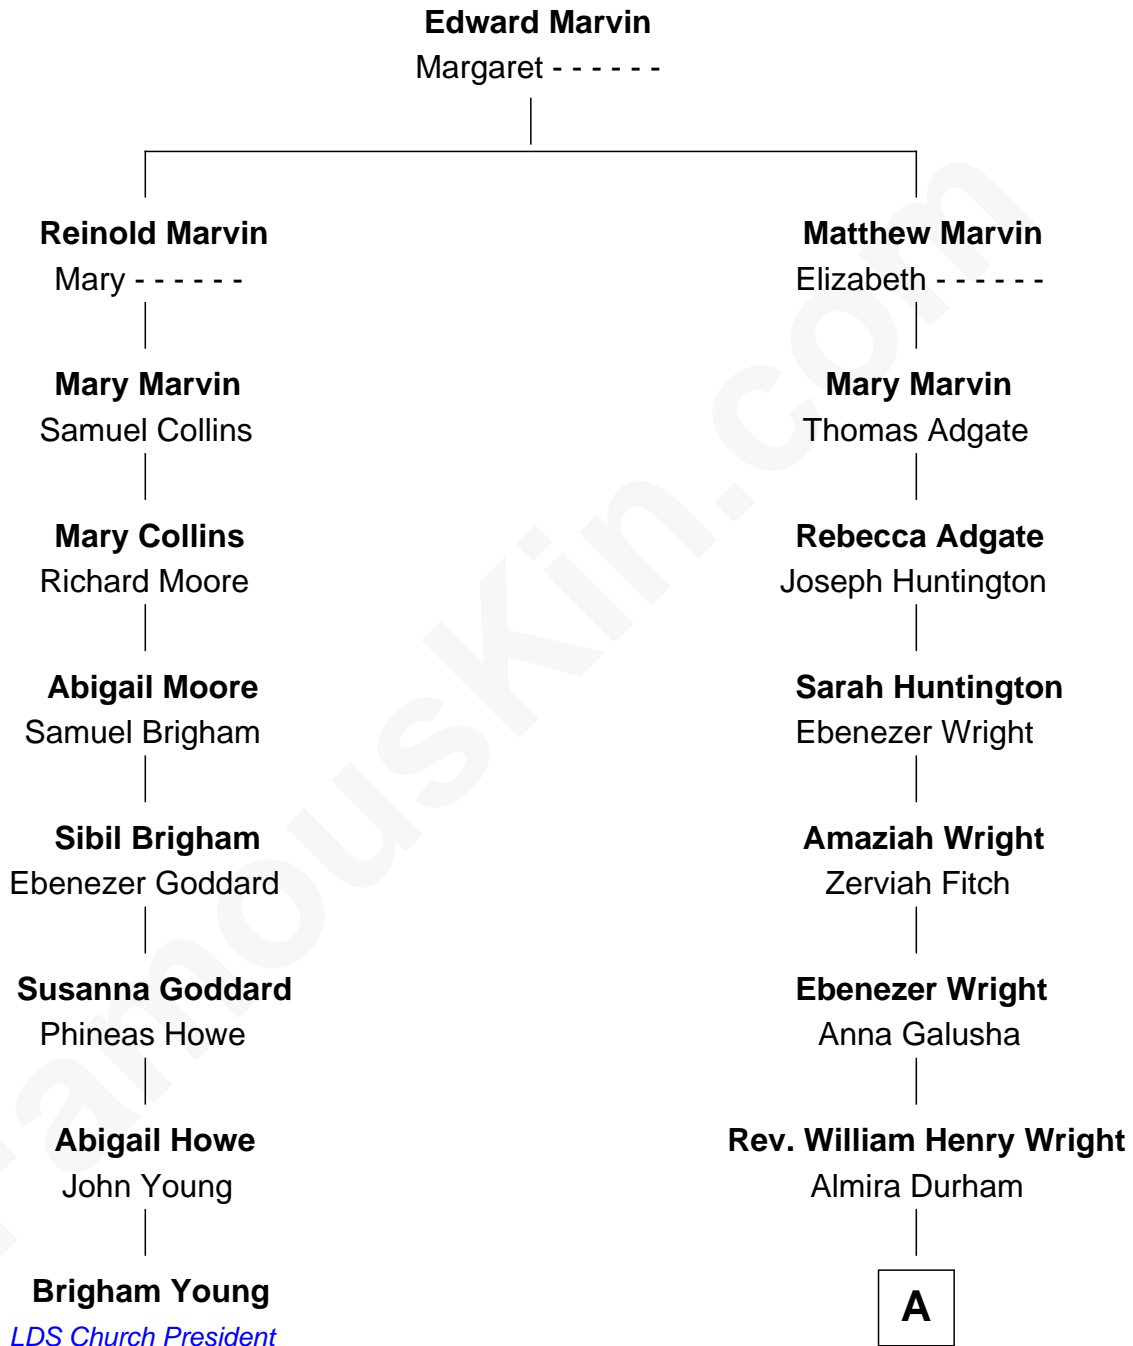 Edward Marvin
Margaret - - - - - -
Reinold Marvin
Mary - - - - - -
Mary Marvin
Samuel Collins
Mary Collins
Richard Moore
Abigail Moore
Samuel Brigham
Sibil Brigham
Ebenezer Goddard
Susanna Goddard
Phineas Howe
Abigail Howe
John Young
Brigham Young
LDS Church President
Matthew Marvin
Elizabeth - - - - - -
Mary Marvin
Thomas Adgate
Rebecca Adgate
Joseph Huntington
Sarah Huntington
Ebenezer Wright
Amaziah Wright
Zerviah Fitch
Ebenezer Wright
Anna Galusha
Rev. William Henry Wright
Almira Durham
A
FamousKin.com